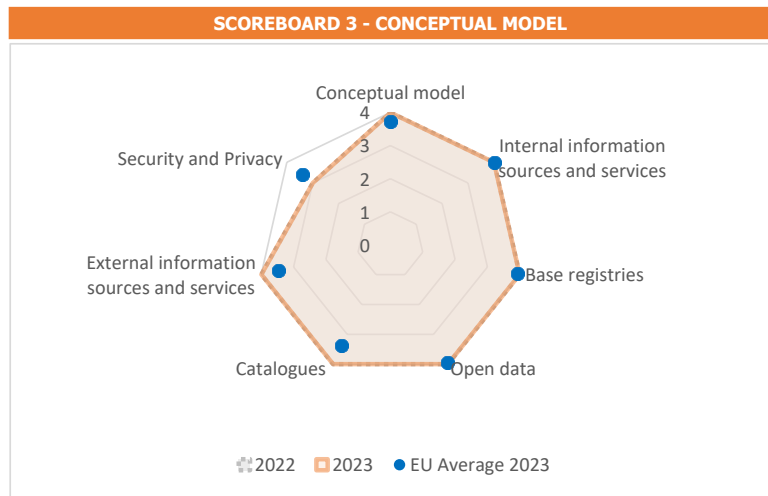 SCOREBOARD 3 - CONCEPTUAL MODEL
Conceptual model
4
3
2
1
0
Internal information
sources and services
Base registries
Open data
Catalogues
External information
sources and services
Security and Privacy
2022
2023
EU Average 2023